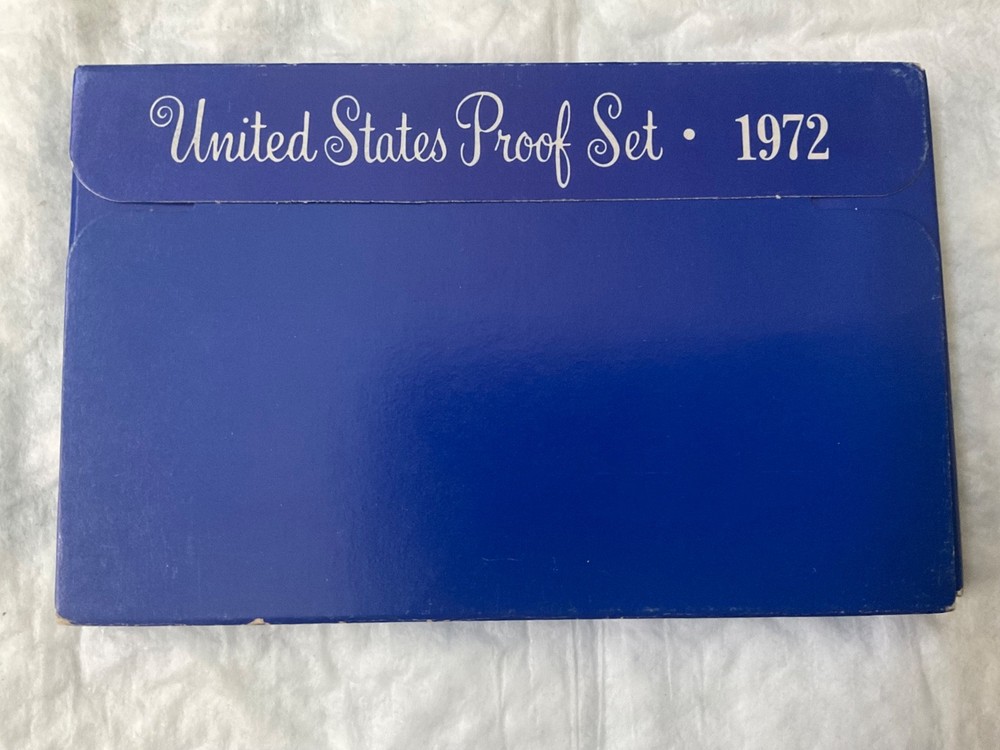 United States Proof Set • 1972